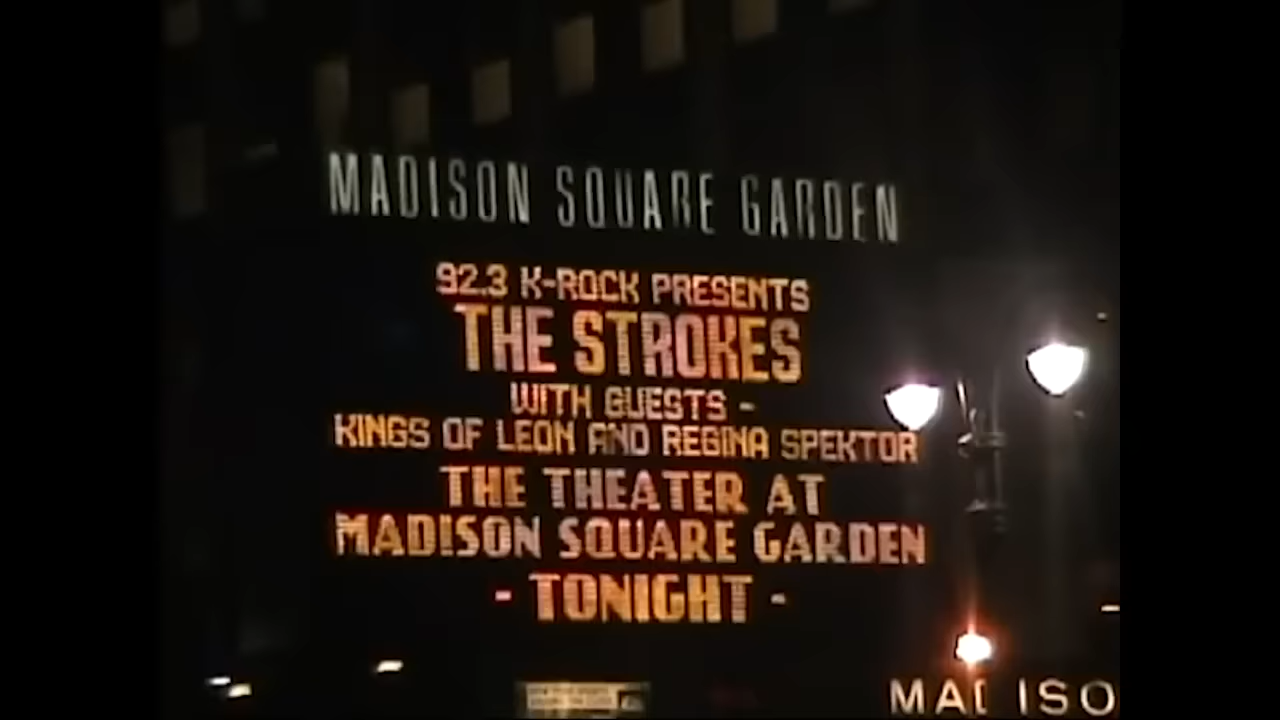 MADISON SQUARE GARDEN
92.3 K-ROCK PRESENTS
THE STROKES
WITH GUESTS -
KINGS OF LEON AND REGINA SPEKTOR
THE THEATER AT
MADISON SQUARE GARDEN
- TONIGHT -
MADISO